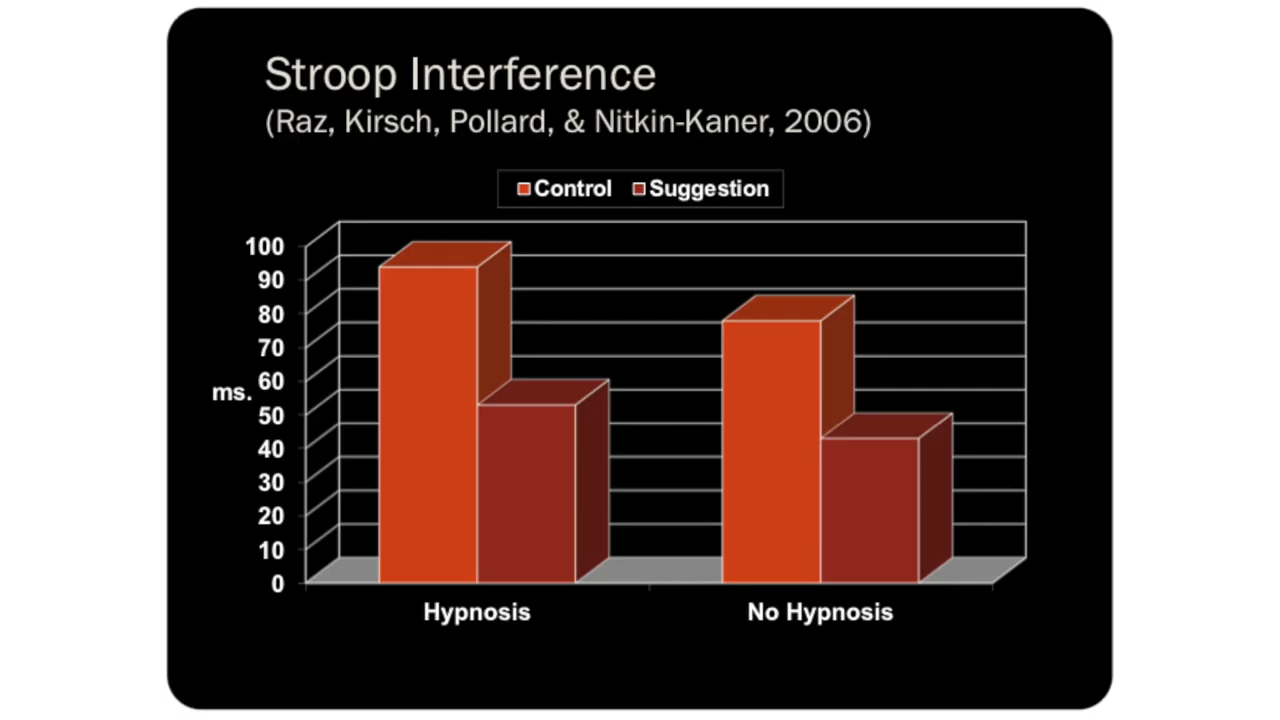 Stroop Interference
(Raz, Kirsch, Pollard, & Nitkin-Kaner, 2006)
Control Suggestion
100
90
80
70
60
ms.
50
40
30
20
10
0
Hypnosis No Hypnosis